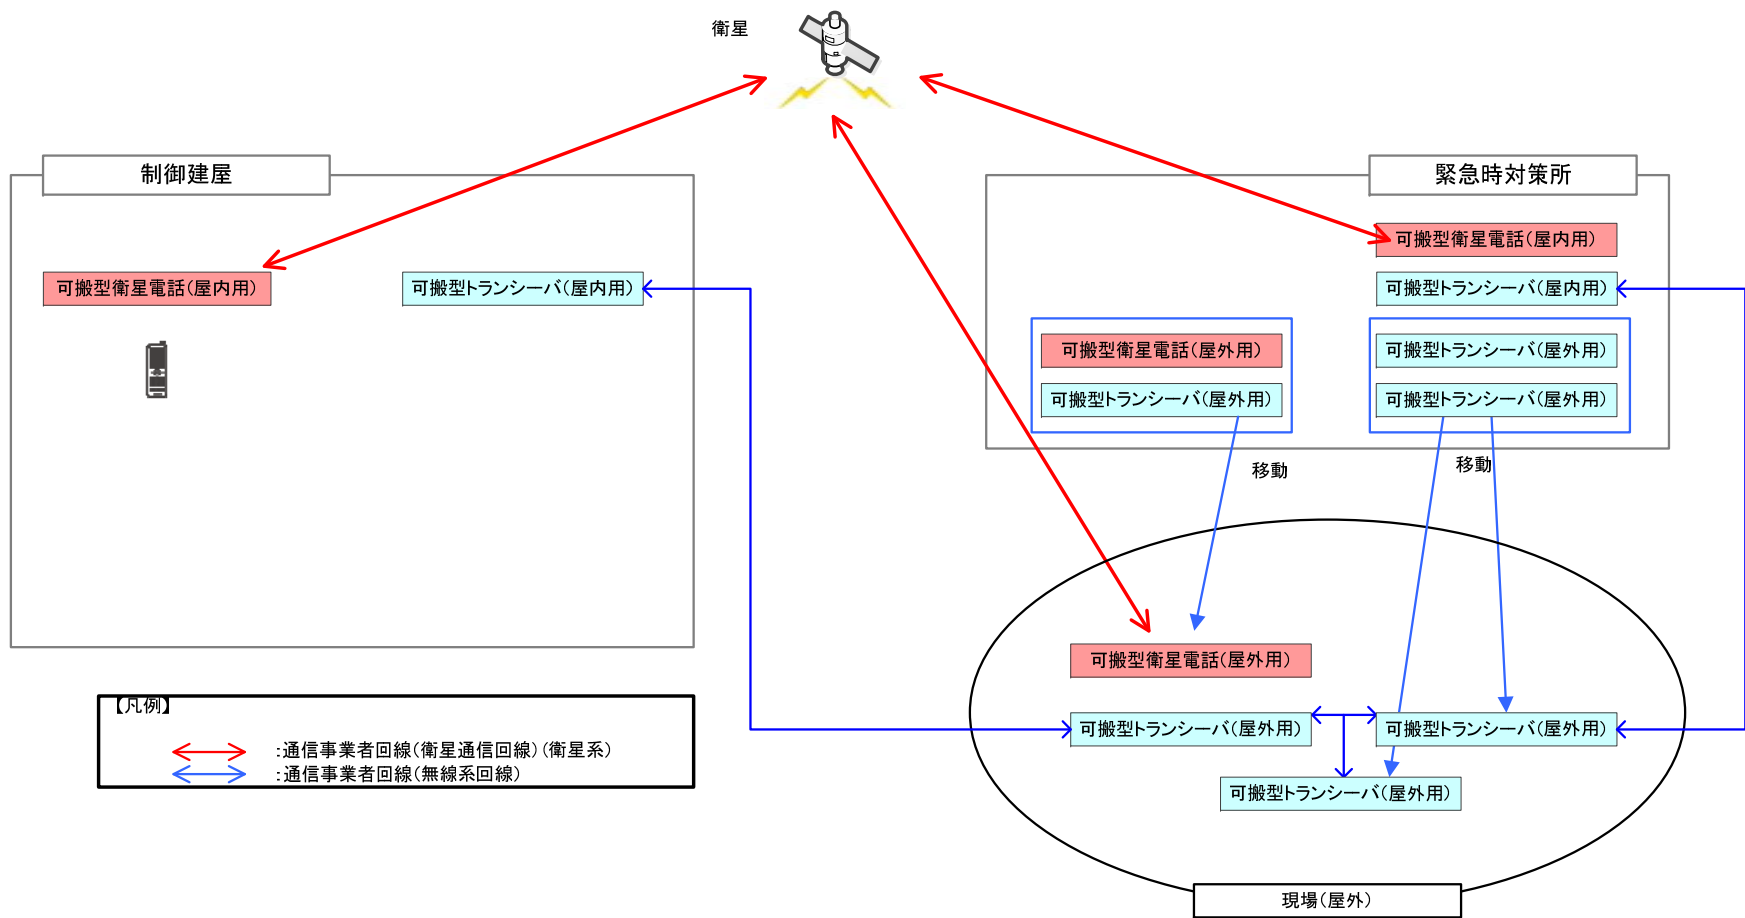 衛星
制御建屋
緊急時対策所
可搬型衛星電話(屋内用)
可搬型衛星電話(屋内用)
可搬型トランシーバ(屋内用)
可搬型トランシーバ(屋内用)
可搬型衛星電話(屋外用)
可搬型トランシーバ(屋外用)
可搬型トランシーバ(屋外用)
可搬型トランシーバ(屋外用)
移動
移動
可搬型衛星電話(屋外用)
可搬型トランシーバ(屋外用)
可搬型トランシーバ(屋外用)
可搬型トランシーバ(屋外用)
【凡例】
:通信事業者回線(衛星通信回線)(衛星系)
:通信事業者回線(無線系回線)
現場(屋外)